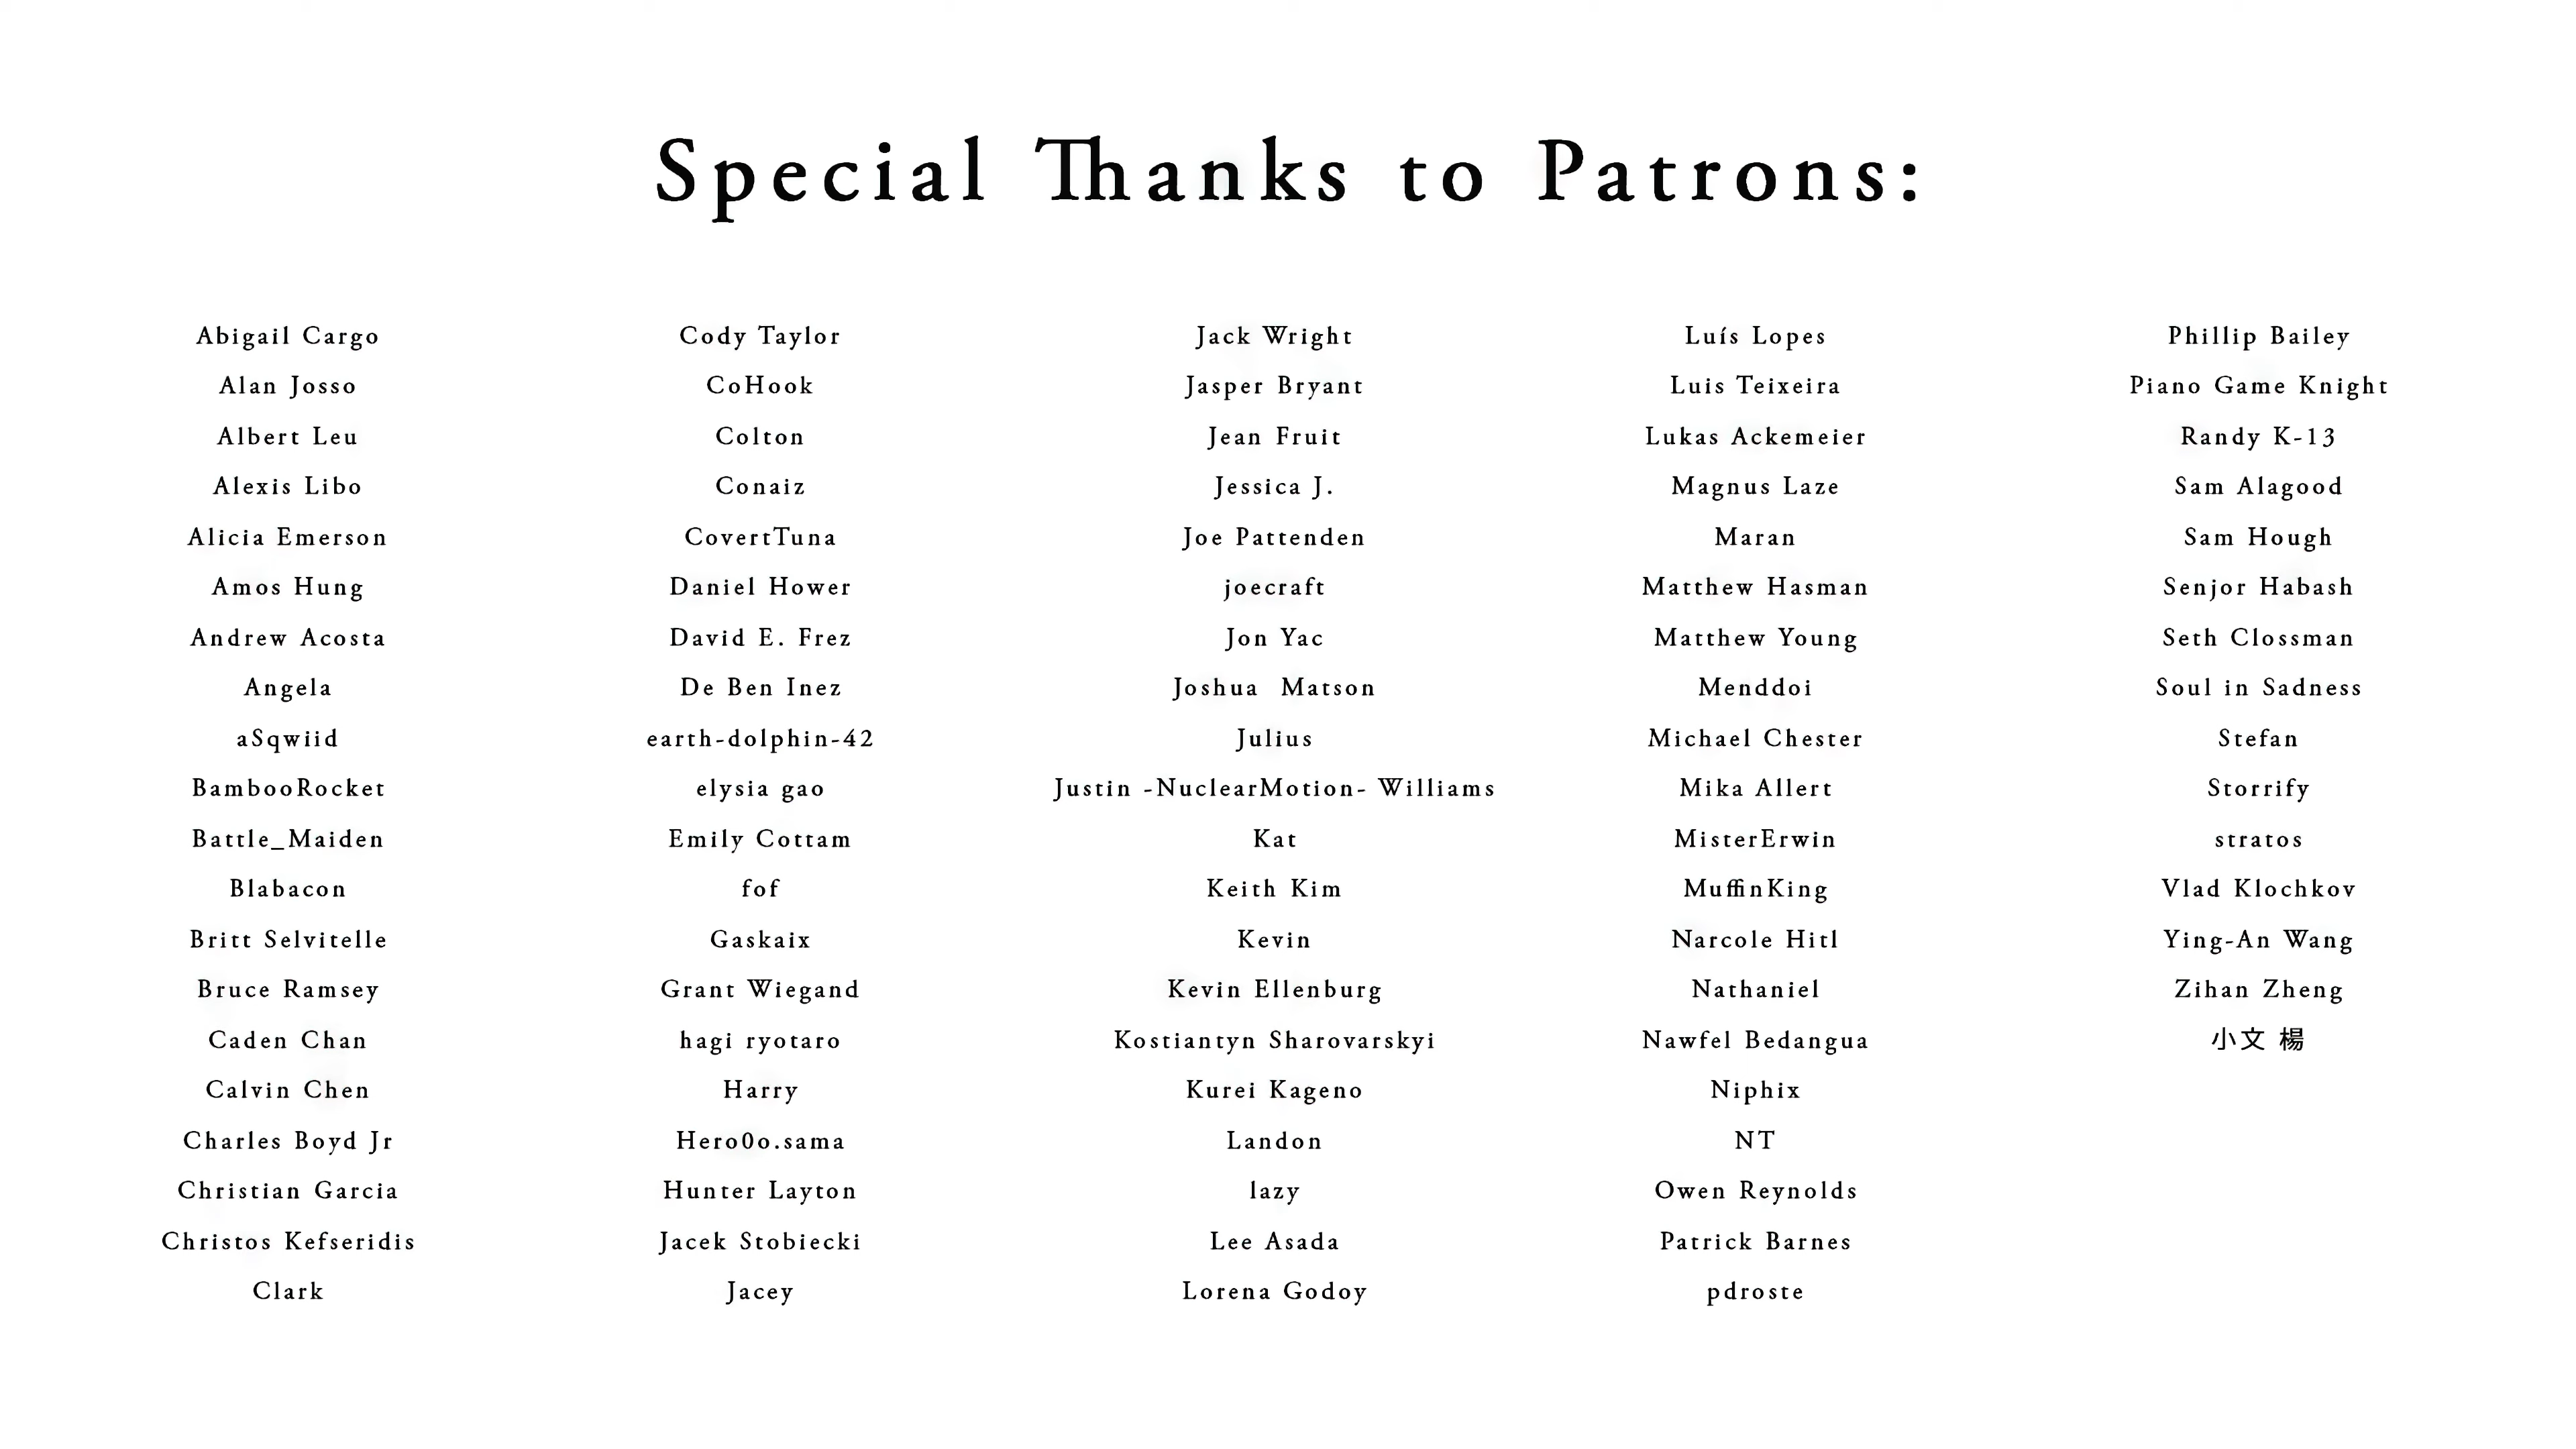 Special Thanks to Patrons:
Abigail Cargo
Alan Josso
Albert Leu
Alexis Libo
Alicia Emerson
Amos Hung
Andrew Acosta
Angela
aSqwiid
BambooRocket
Battle_Maiden
Blabacon
Britt Selvitelle
Bruce Ramsey
Caden Chan
Calvin Chen
Charles Boyd Jr
Christian Garcia
Christos Kefseridis
Clark
Cody Taylor
CoHook
Colton
Conaiz
CovertTuna
Daniel Hower
David E. Frez
De Ben Inez
earth-dolphin-42
elysia gao
Emily Cottam
fof
Gaskaix
Grant Wiegand
hagi ryotaro
Harry
Hero0o.sama
Hunter Layton
Jacek Stobiecki
Jacey
Jack Wright
Jasper Bryant
Jean Fruit
Jessica J.
Joe Pattenden
joecraft
Jon Yac
Joshua  Matson
Julius
Justin -NuclearMotion- Williams
Kat
Keith Kim
Kevin
Kevin Ellenburg
Kostiantyn Sharovarskyi
Kurei Kageno
Landon
lazy
Lee Asada
Lorena Godoy
Luís Lopes
Luis Teixeira
Lukas Ackemeier
Magnus Laze
Maran
Matthew Hasman
Matthew Young
Menddoi
Michael Chester
Mika Allert
MisterErwin
MuffinKing
Narcole Hitl
Nathaniel
Nawfel Bedangua
Niphix
NT
Owen Reynolds
Patrick Barnes
pdroste
Phillip Bailey
Piano Game Knight
Randy K-13
Sam Alagood
Sam Hough
Senjor Habash
Seth Clossman
Soul in Sadness
Stefan
Storrify
stratos
Vlad Klochkov
Ying-An Wang
Zihan Zheng
小文 楊